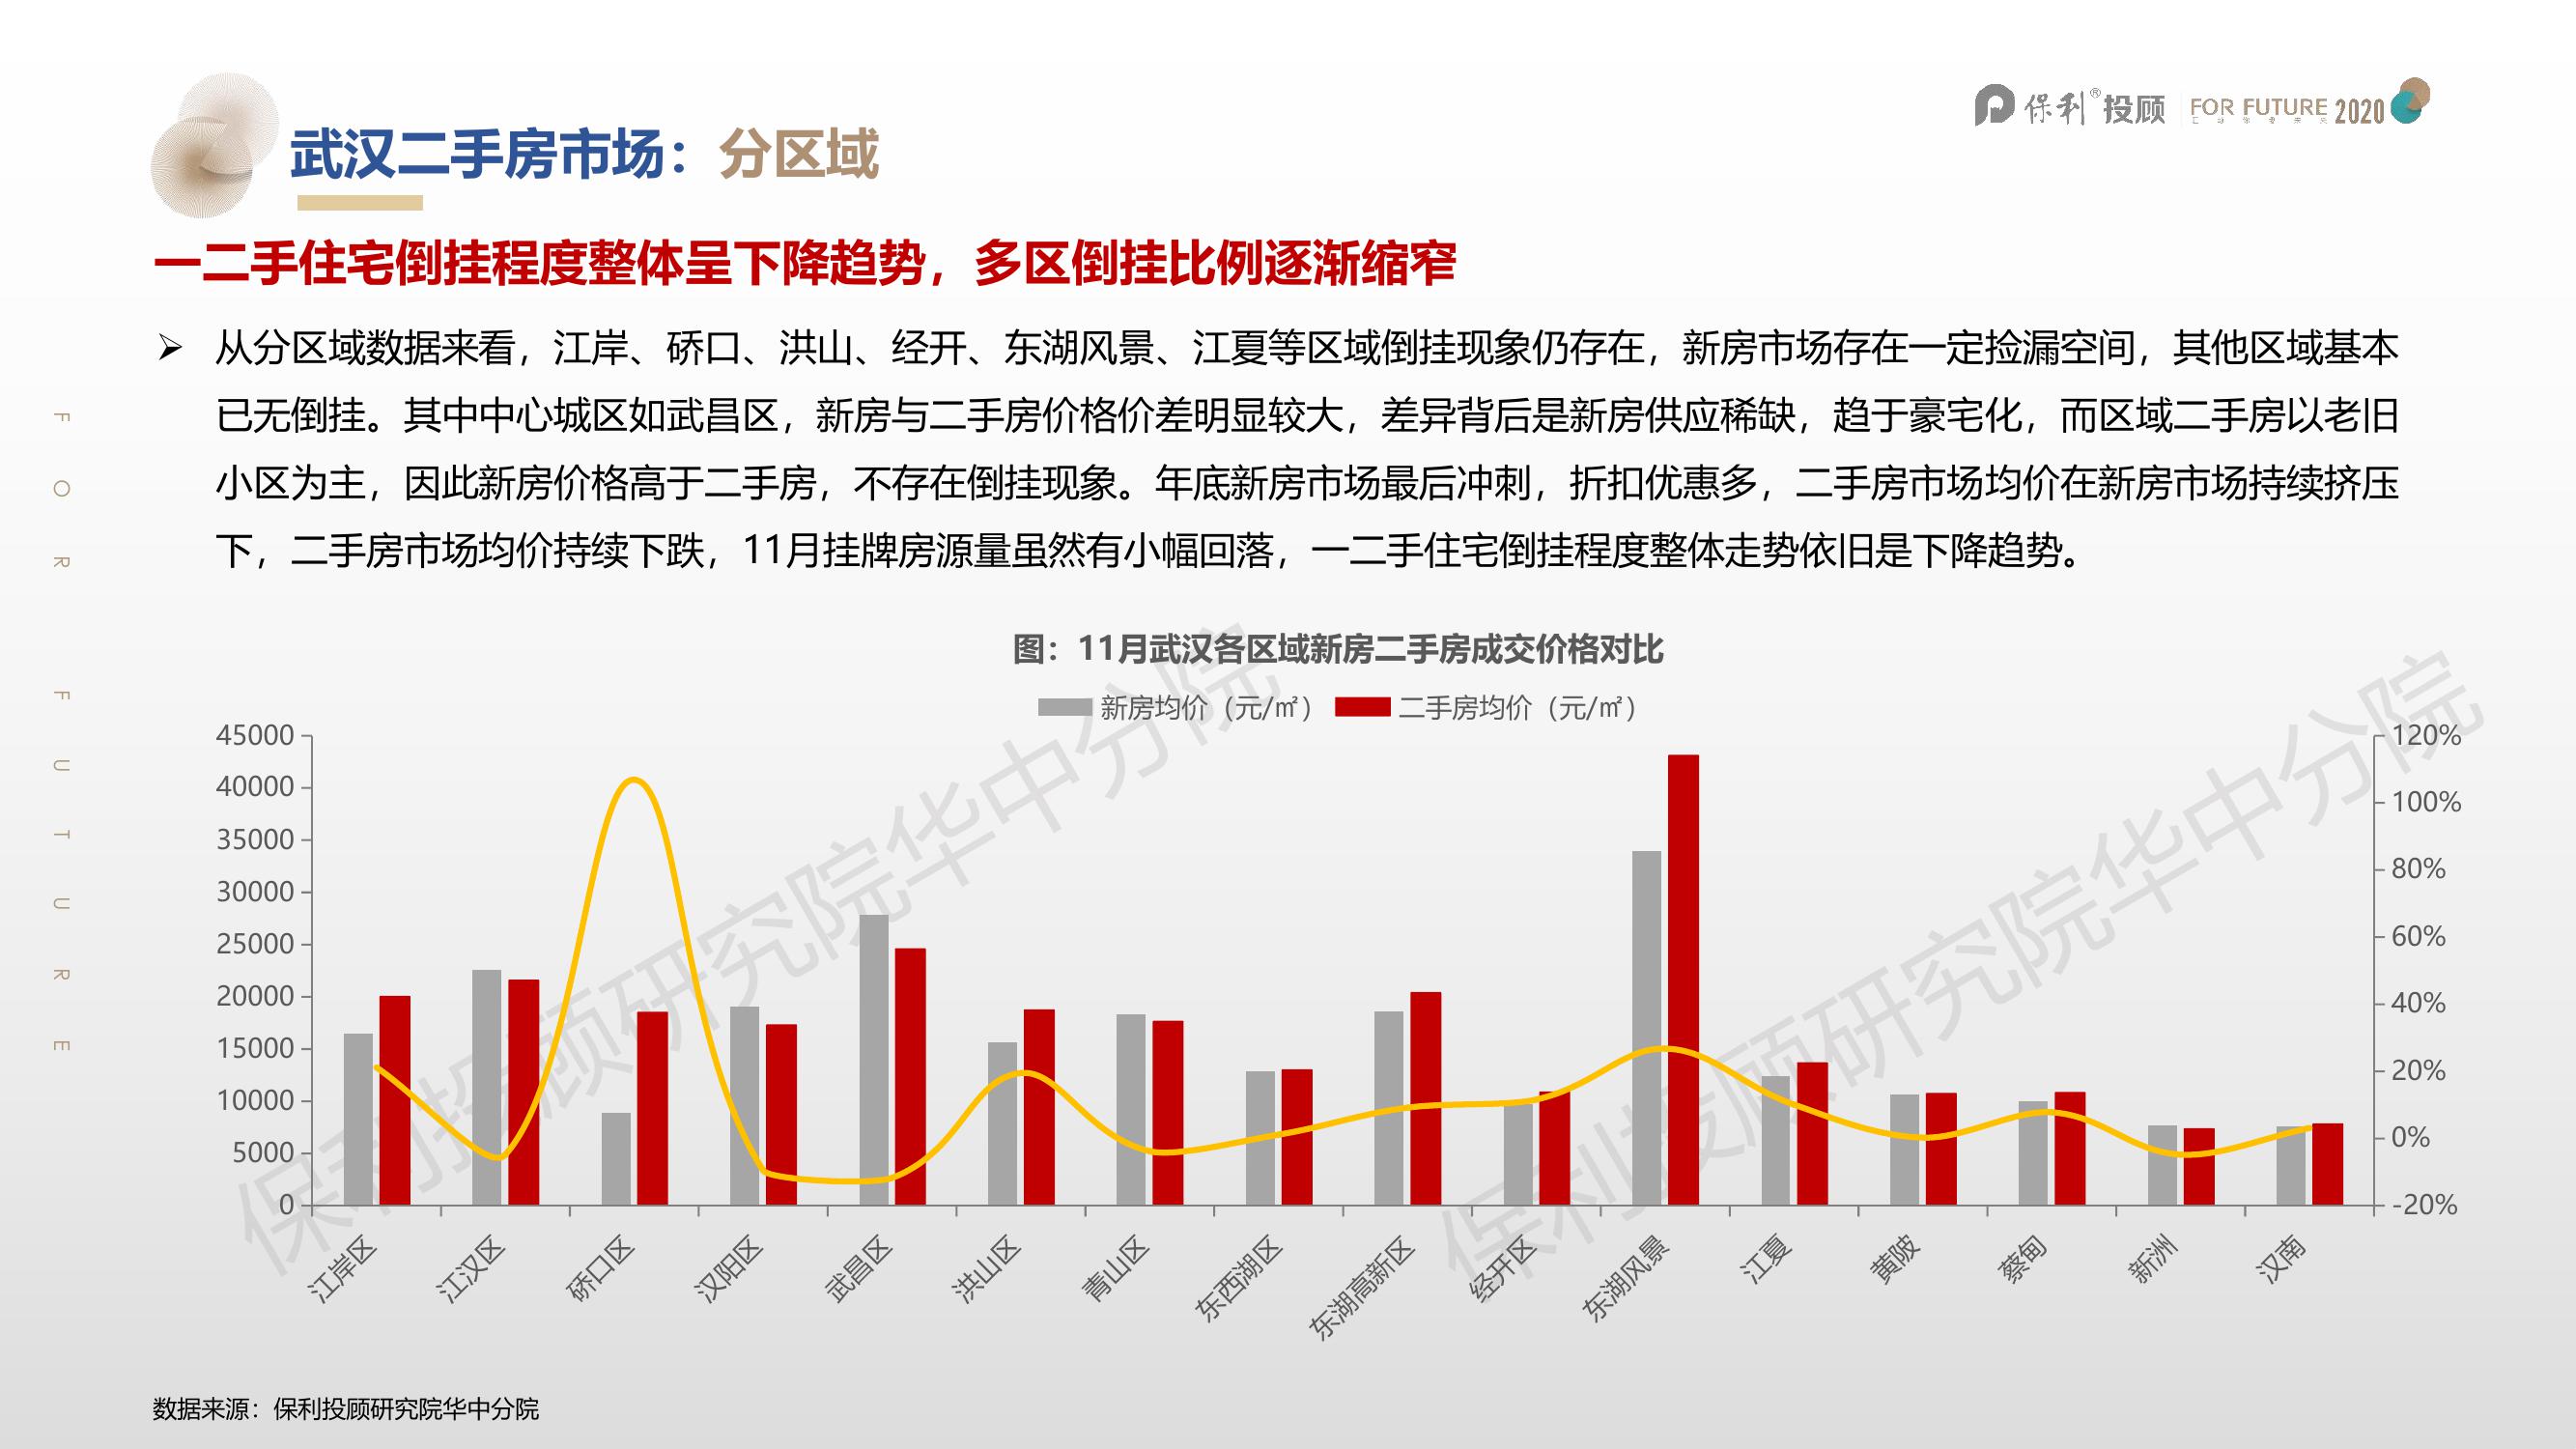 保利®投顾 FOR FUTURE 2020
武汉二手房市场：分区域
一二手住宅倒挂程度整体呈下降趋势，多区倒挂比例逐渐缩窄
➢ 从分区域数据来看，江岸、硚口、洪山、经开、东湖风景、江夏等区域倒挂现象仍存在，新房市场存在一定捡漏空间，其他区域基本
已无倒挂。其中中心城区如武昌区，新房与二手房价格价差明显较大，差异背后是新房供应稀缺，趋于豪宅化，而区域二手房以老旧
小区为主，因此新房价格高于二手房，不存在倒挂现象。年底新房市场最后冲刺，折扣优惠多，二手房市场均价在新房市场持续挤压
下，二手房市场均价持续下跌，11月挂牌房源量虽然有小幅回落，一二手住宅倒挂程度整体走势依旧是下降趋势。
FOR FUTURE
图：11月武汉各区域新房二手房成交价格对比
新房均价（元/㎡） 二手房均价（元/㎡）
45000
40000
35000
30000
25000
20000
15000
10000
5000
0
120%
100%
80%
60%
40%
20%
0%
-20%
江岸区
江汉区
硚口区
汉阳区
武昌区
洪山区
青山区
东西湖区
东湖高新区
经开区
东湖风景
江夏
黄陂
蔡甸
新洲
汉南
保利投顾研究院华中分院
保利投顾研究院华中分院
数据来源：保利投顾研究院华中分院